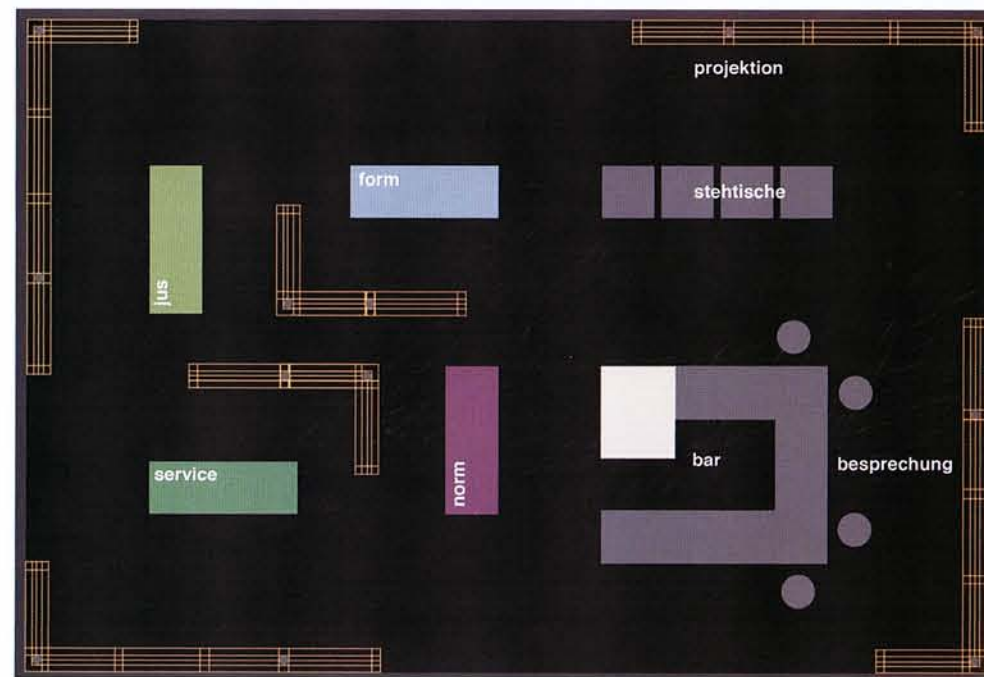 projektion
form
stehtische
jus
service
norm
bar
besprechung